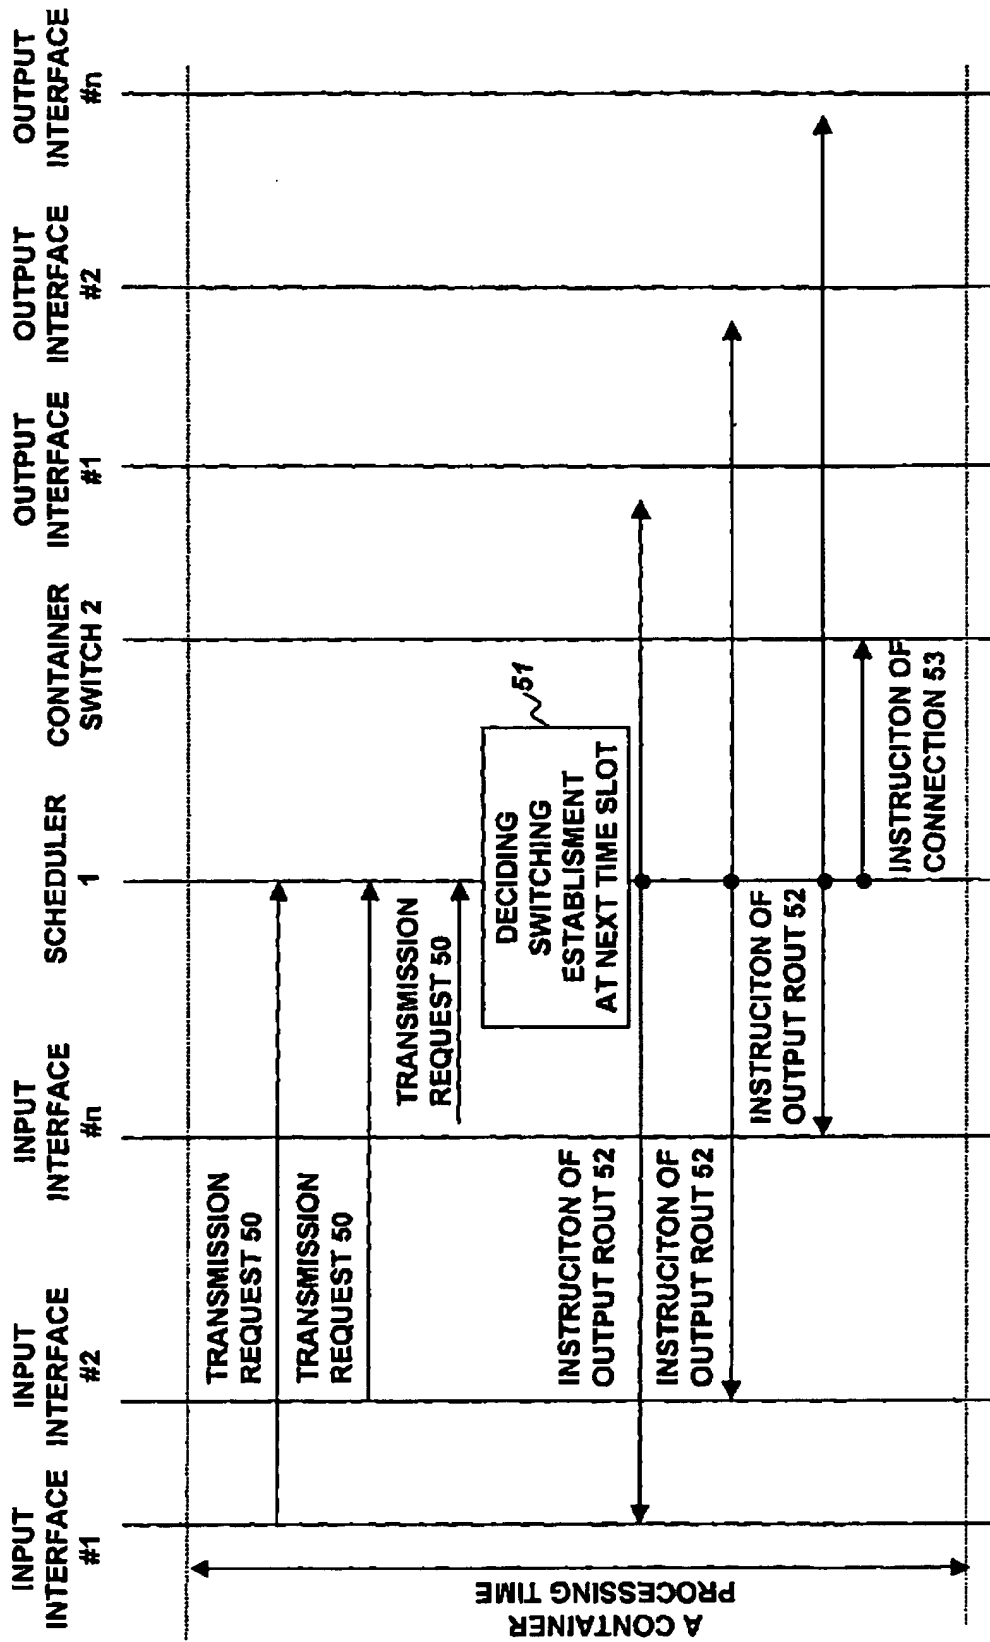 INPUT
INTERFACE
#1
INPUT
INTERFACE
#2
INPUT
INTERFACE
#n
SCHEDULER
1
CONTAINER
SWITCH 2
OUTPUT
INTERFACE
#1
OUTPUT
INTERFACE
#2
OUTPUT
INTERFACE
#n
A CONTAINER
PROCESSING TIME
TRANSMISSION
REQUEST 50
TRANSMISSION
REQUEST 50
TRANSMISSION
REQUEST 50
DECIDING
SWITCHING
ESTABLISMENT
AT NEXT TIME SLOT
51
INSTRUCITON OF
OUTPUT ROUT 52
INSTRUCITON OF
OUTPUT ROUT 52
INSTRUCITON OF
OUTPUT ROUT 52
INSTRUCITON OF
CONNECTION 53